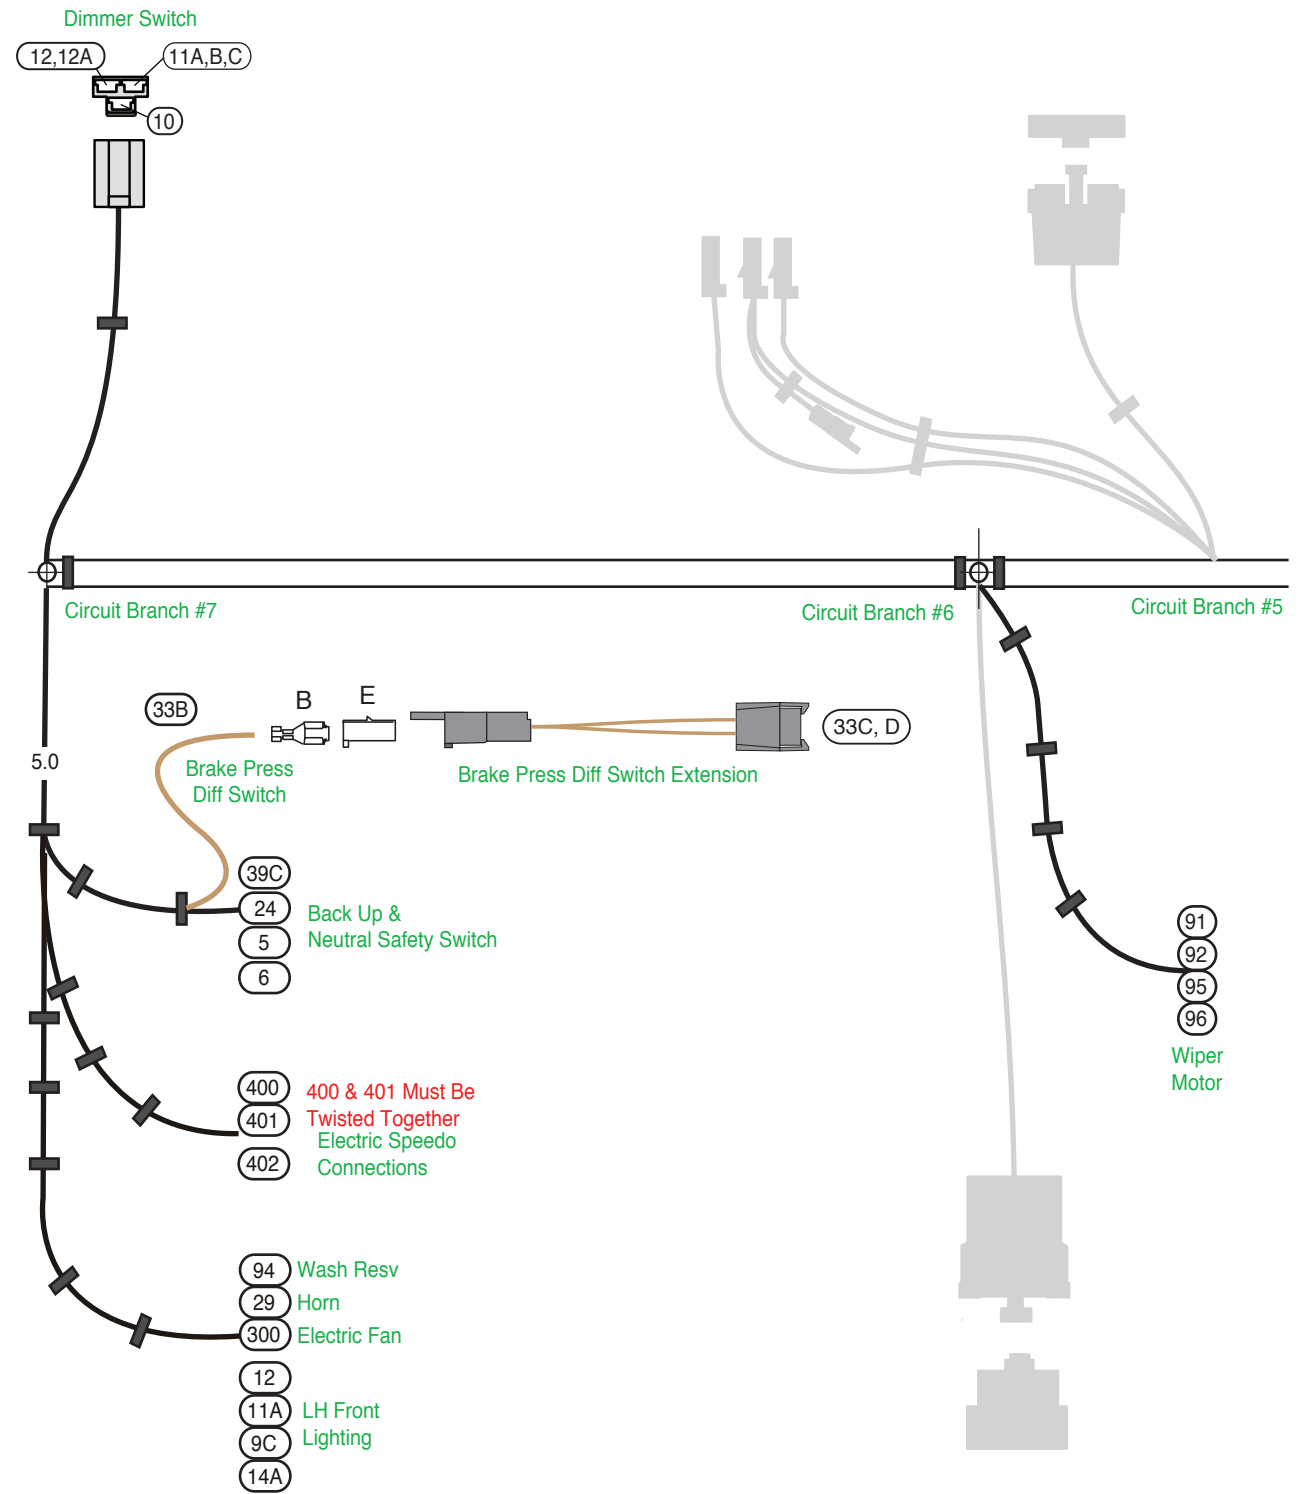 Dimmer Switch
12,12A
11A,B,C
10
Circuit Branch #7
Circuit Branch #6
Circuit Branch #5
33B
B
E
33C, D
5.0
Brake Press
Diff Switch
Brake Press Diff Switch Extension
39C
24
5
6
Back Up &
Neutral Safety Switch
91
92
95
96
Wiper
Motor
400
401
402
400 & 401 Must Be
Twisted Together
Electric Speedo
Connections
94 Wash Resv
29 Horn
300 Electric Fan
12
11A
9C
14A
LH Front
Lighting